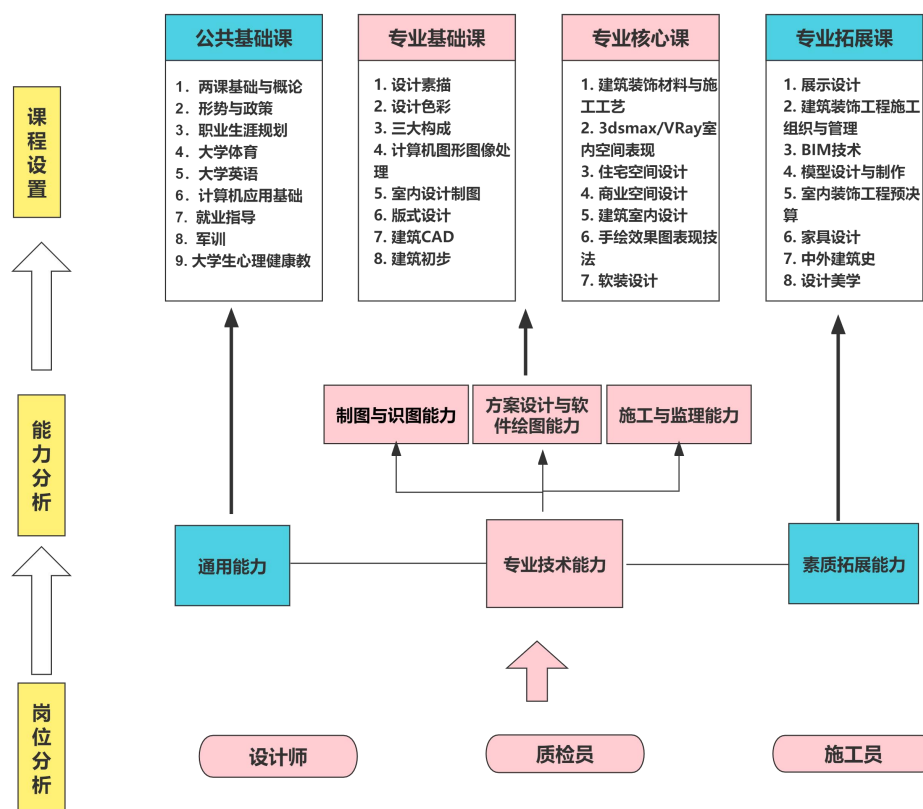 课程设置
能力分析
岗位分析
公共基础课
1. 两课基础与概论
2. 形势与政策
3. 职业生涯规划
4. 大学体育
5. 大学英语
6. 计算机应用基础
7. 就业指导
8. 军训
9. 大学生心理健康教
专业基础课
1. 设计素描
2. 设计色彩
3. 三大构成
4. 计算机图形图像处
理
5. 室内设计制图
6. 版式设计
7. 建筑CAD
8. 建筑初步
专业核心课
1. 建筑装饰材料与施
工工艺
2. 3dsmax/VRay室
内空间表现
3. 住宅空间设计
4. 商业空间设计
5. 建筑室内设计
6. 手绘效果图表现技
法
7. 软装设计
专业拓展课
1. 展示设计
2. 建筑装饰工程施工
组织与管理
3. BIM技术
4. 模型设计与制作
5. 室内装饰工程预决
算
6. 家具设计
7. 中外建筑史
8. 设计美学
制图与识图能力
方案设计与软
件绘图能力
施工与监理能力
通用能力
专业技术能力
素质拓展能力
设计师
质检员
施工员